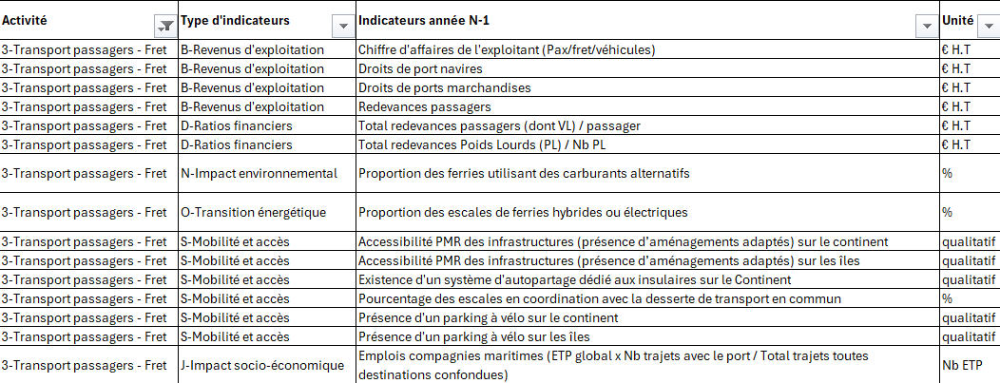 Activité Type d'indicateurs Indicateurs année N-1 Unité
3-Transport passagers - Fret B-Revenus d'exploitation Chiffre d'affaires de l'exploitant (Pax/fret/véhicules) € H.T
3-Transport passagers - Fret B-Revenus d'exploitation Droits de port navires € H.T
3-Transport passagers - Fret B-Revenus d'exploitation Droits de ports marchandises € H.T
3-Transport passagers - Fret B-Revenus d'exploitation Redevances passagers € H.T
3-Transport passagers - Fret D-Ratios financiers Total redevances passagers (dont VL) / passager € H.T
3-Transport passagers - Fret D-Ratios financiers Total redevances Poids Lourds (PL) / Nb PL € H.T
3-Transport passagers - Fret N-Impact environnemental Proportion des ferries utilisant des carburants alternatifs %
3-Transport passagers - Fret O-Transition énergétique Proportion des escales de ferries hybrides ou électriques %
3-Transport passagers - Fret S-Mobilité et accès Accessibilité PMR des infrastructures (présence d'aménagements adaptés) sur le continent qualitatif
3-Transport passagers - Fret S-Mobilité et accès Accessibilité PMR des infrastructures (présence d'aménagements adaptés) sur les îles qualitatif
3-Transport passagers - Fret S-Mobilité et accès Existence d'un système d'autopartage dédié aux insulaires sur le Continent qualitatif
3-Transport passagers - Fret S-Mobilité et accès Pourcentage des escales en coordination avec la desserte de transport en commun %
3-Transport passagers - Fret S-Mobilité et accès Présence d'un parking à vélo sur le continent qualitatif
3-Transport passagers - Fret S-Mobilité et accès Présence d'un parking à vélo sur les îles qualitatif
3-Transport passagers - Fret J-Impact socio-économique Emplois compagnies maritimes (ETP global x Nb trajets avec le port / Total trajets toutes
destinations confondues) Nb ETP